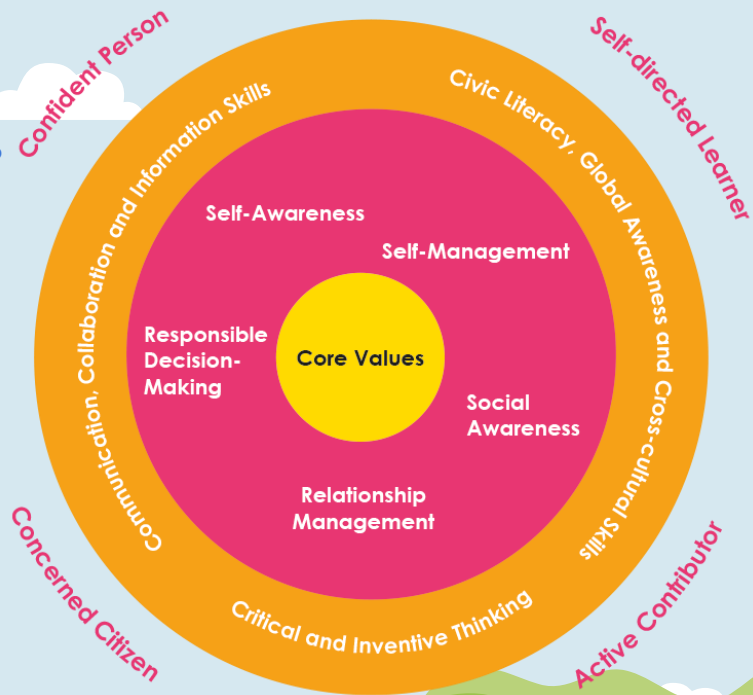 Confident Person
Self-directed Learner
Communication, Collaboration and Information Skills
Civic Literacy, Global Awareness and Cross-cultural Skills
Self-Awareness
Self-Management
Responsible
Decision-
Making
Core Values
Social
Awareness
Relationship
Management
Critical and Inventive Thinking
Concerned Citizen
Active Contributor